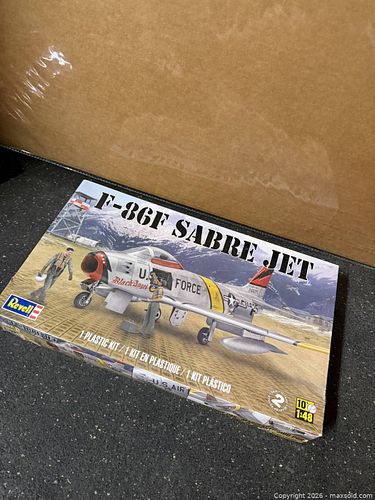 F-86F SABRE JET
U.S. FORCE
Revell
1 PLASTIC KIT / 1 KIT EN PLASTIQUE / 1 KIT PLÁSTICO
2
10
1:48
U.S. AIR
Copyright 2026 - maxsold.com